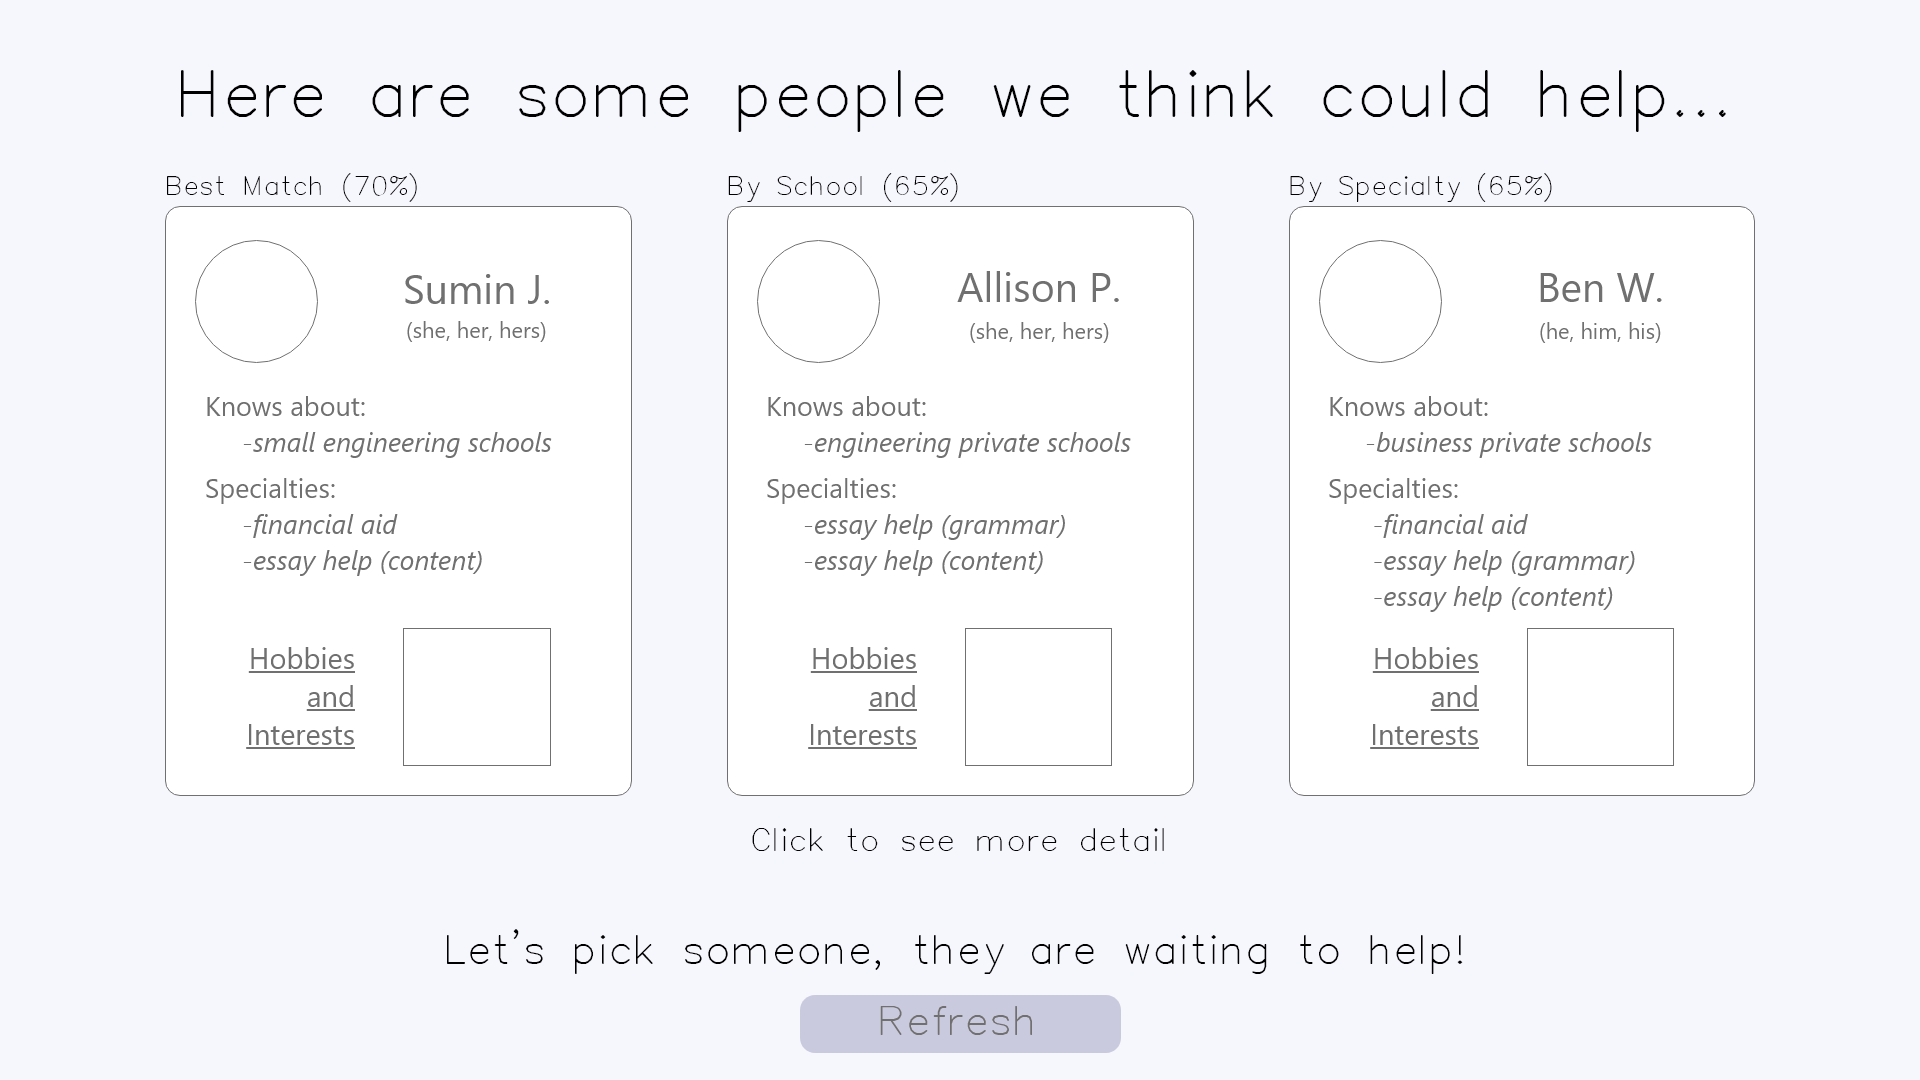 Here are some people we think could help...
Best Match (70%)
Sumin J.
(she, her, hers)
Knows about:
-small engineering schools
Specialties:
-financial aid
-essay help (content)
Hobbies
and
Interests
By School (65%)
Allison P.
(she, her, hers)
Knows about:
-engineering private schools
Specialties:
-essay help (grammar)
-essay help (content)
Hobbies
and
Interests
By Specialty (65%)
Ben W.
(he, him, his)
Knows about:
-business private schools
Specialties:
-financial aid
-essay help (grammar)
-essay help (content)
Hobbies
and
Interests
Click to see more detail
Let's pick someone, they are waiting to help!
Refresh